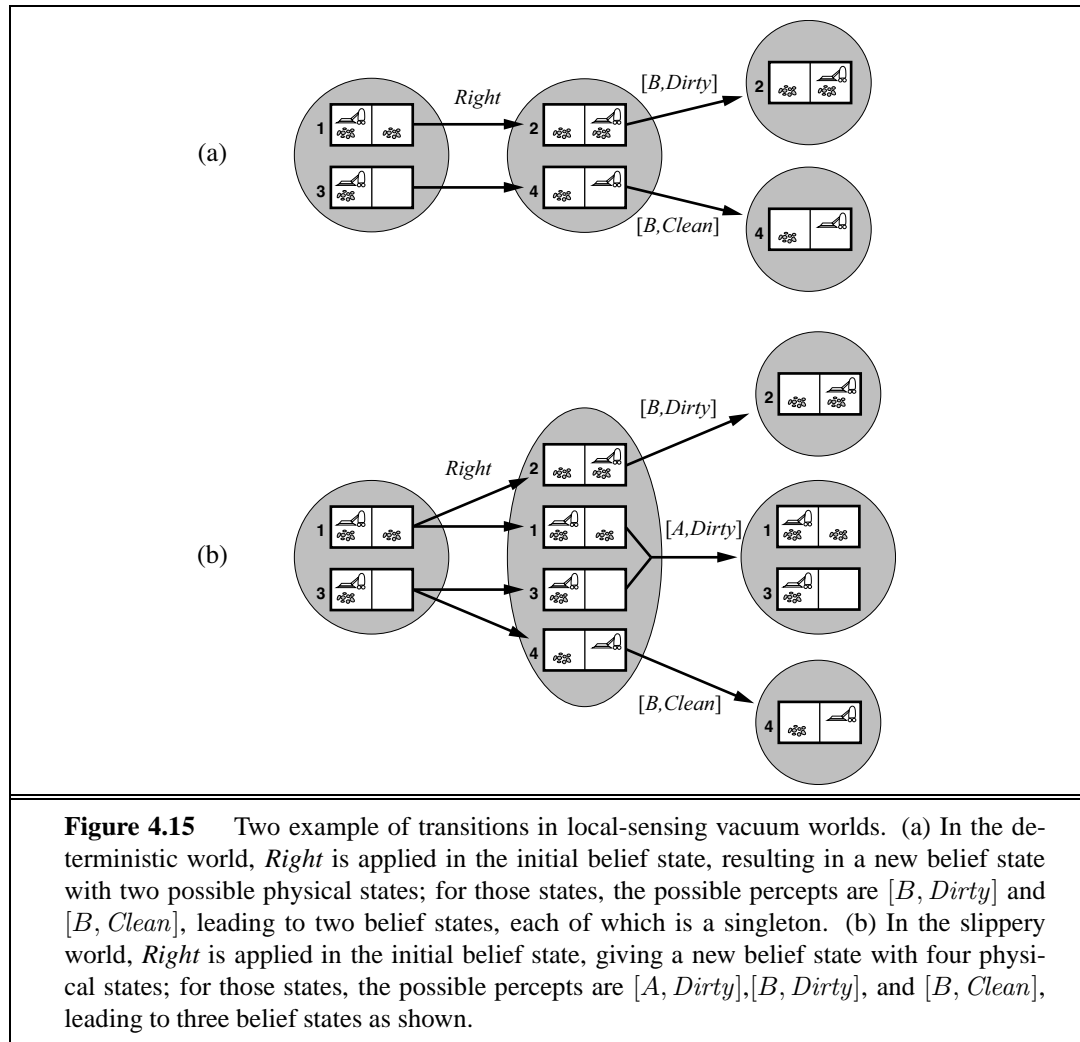 (a)
1
3
Right
2
4
[B,Dirty]
[B,Clean]
2
4
(b)
1
3
Right
2
1
3
4
[B,Dirty]
[A,Dirty]
[B,Clean]
2
1
3
4
Figure 4.15 Two example of transitions in local-sensing vacuum worlds. (a) In the de-
terministic world, Right is applied in the initial belief state, resulting in a new belief state
with two possible physical states; for those states, the possible percepts are [B, Dirty] and
[B, Clean], leading to two belief states, each of which is a singleton. (b) In the slippery
world, Right is applied in the initial belief state, giving a new belief state with four physi-
cal states; for those states, the possible percepts are [A, Dirty],[B, Dirty], and [B, Clean],
leading to three belief states as shown.